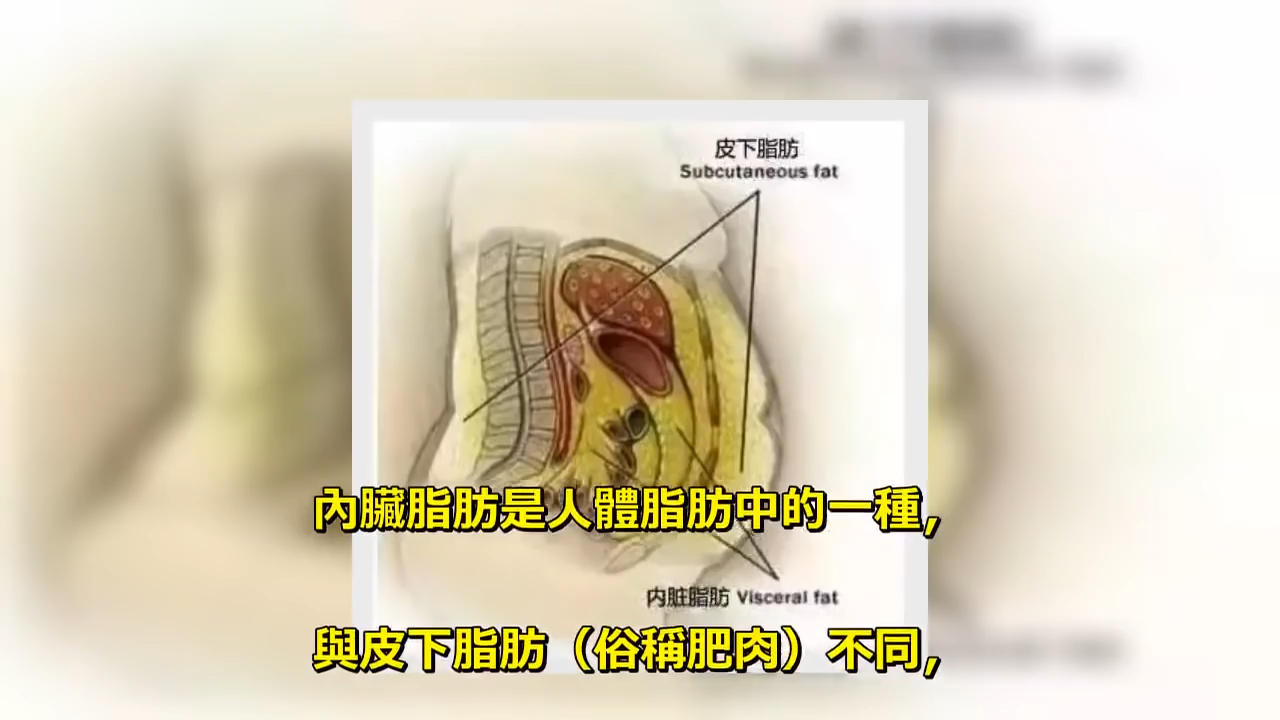 皮下脂肪
Subcutaneous fat
內臟脂肪是人體脂肪中的一種,
内脏脂肪 Visceral fat
與皮下脂肪（俗稱肥肉）不同,